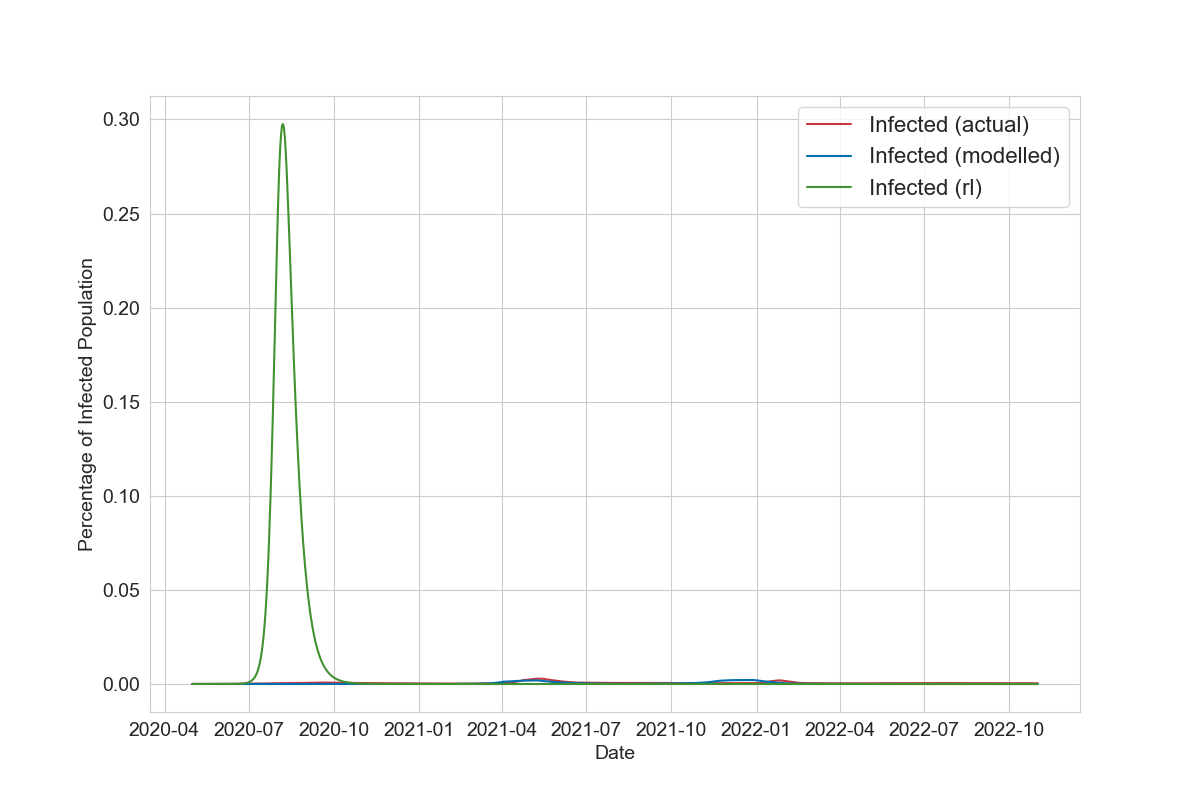 Infected (actual)
Infected (modelled)
Infected (rl)
Percentage of Infected Population
0.30
0.25
0.20
0.15
0.10
0.05
0.00
2020-04 2020-07 2020-10 2021-01 2021-04 2021-07 2021-10 2022-01 2022-04 2022-07 2022-10
Date